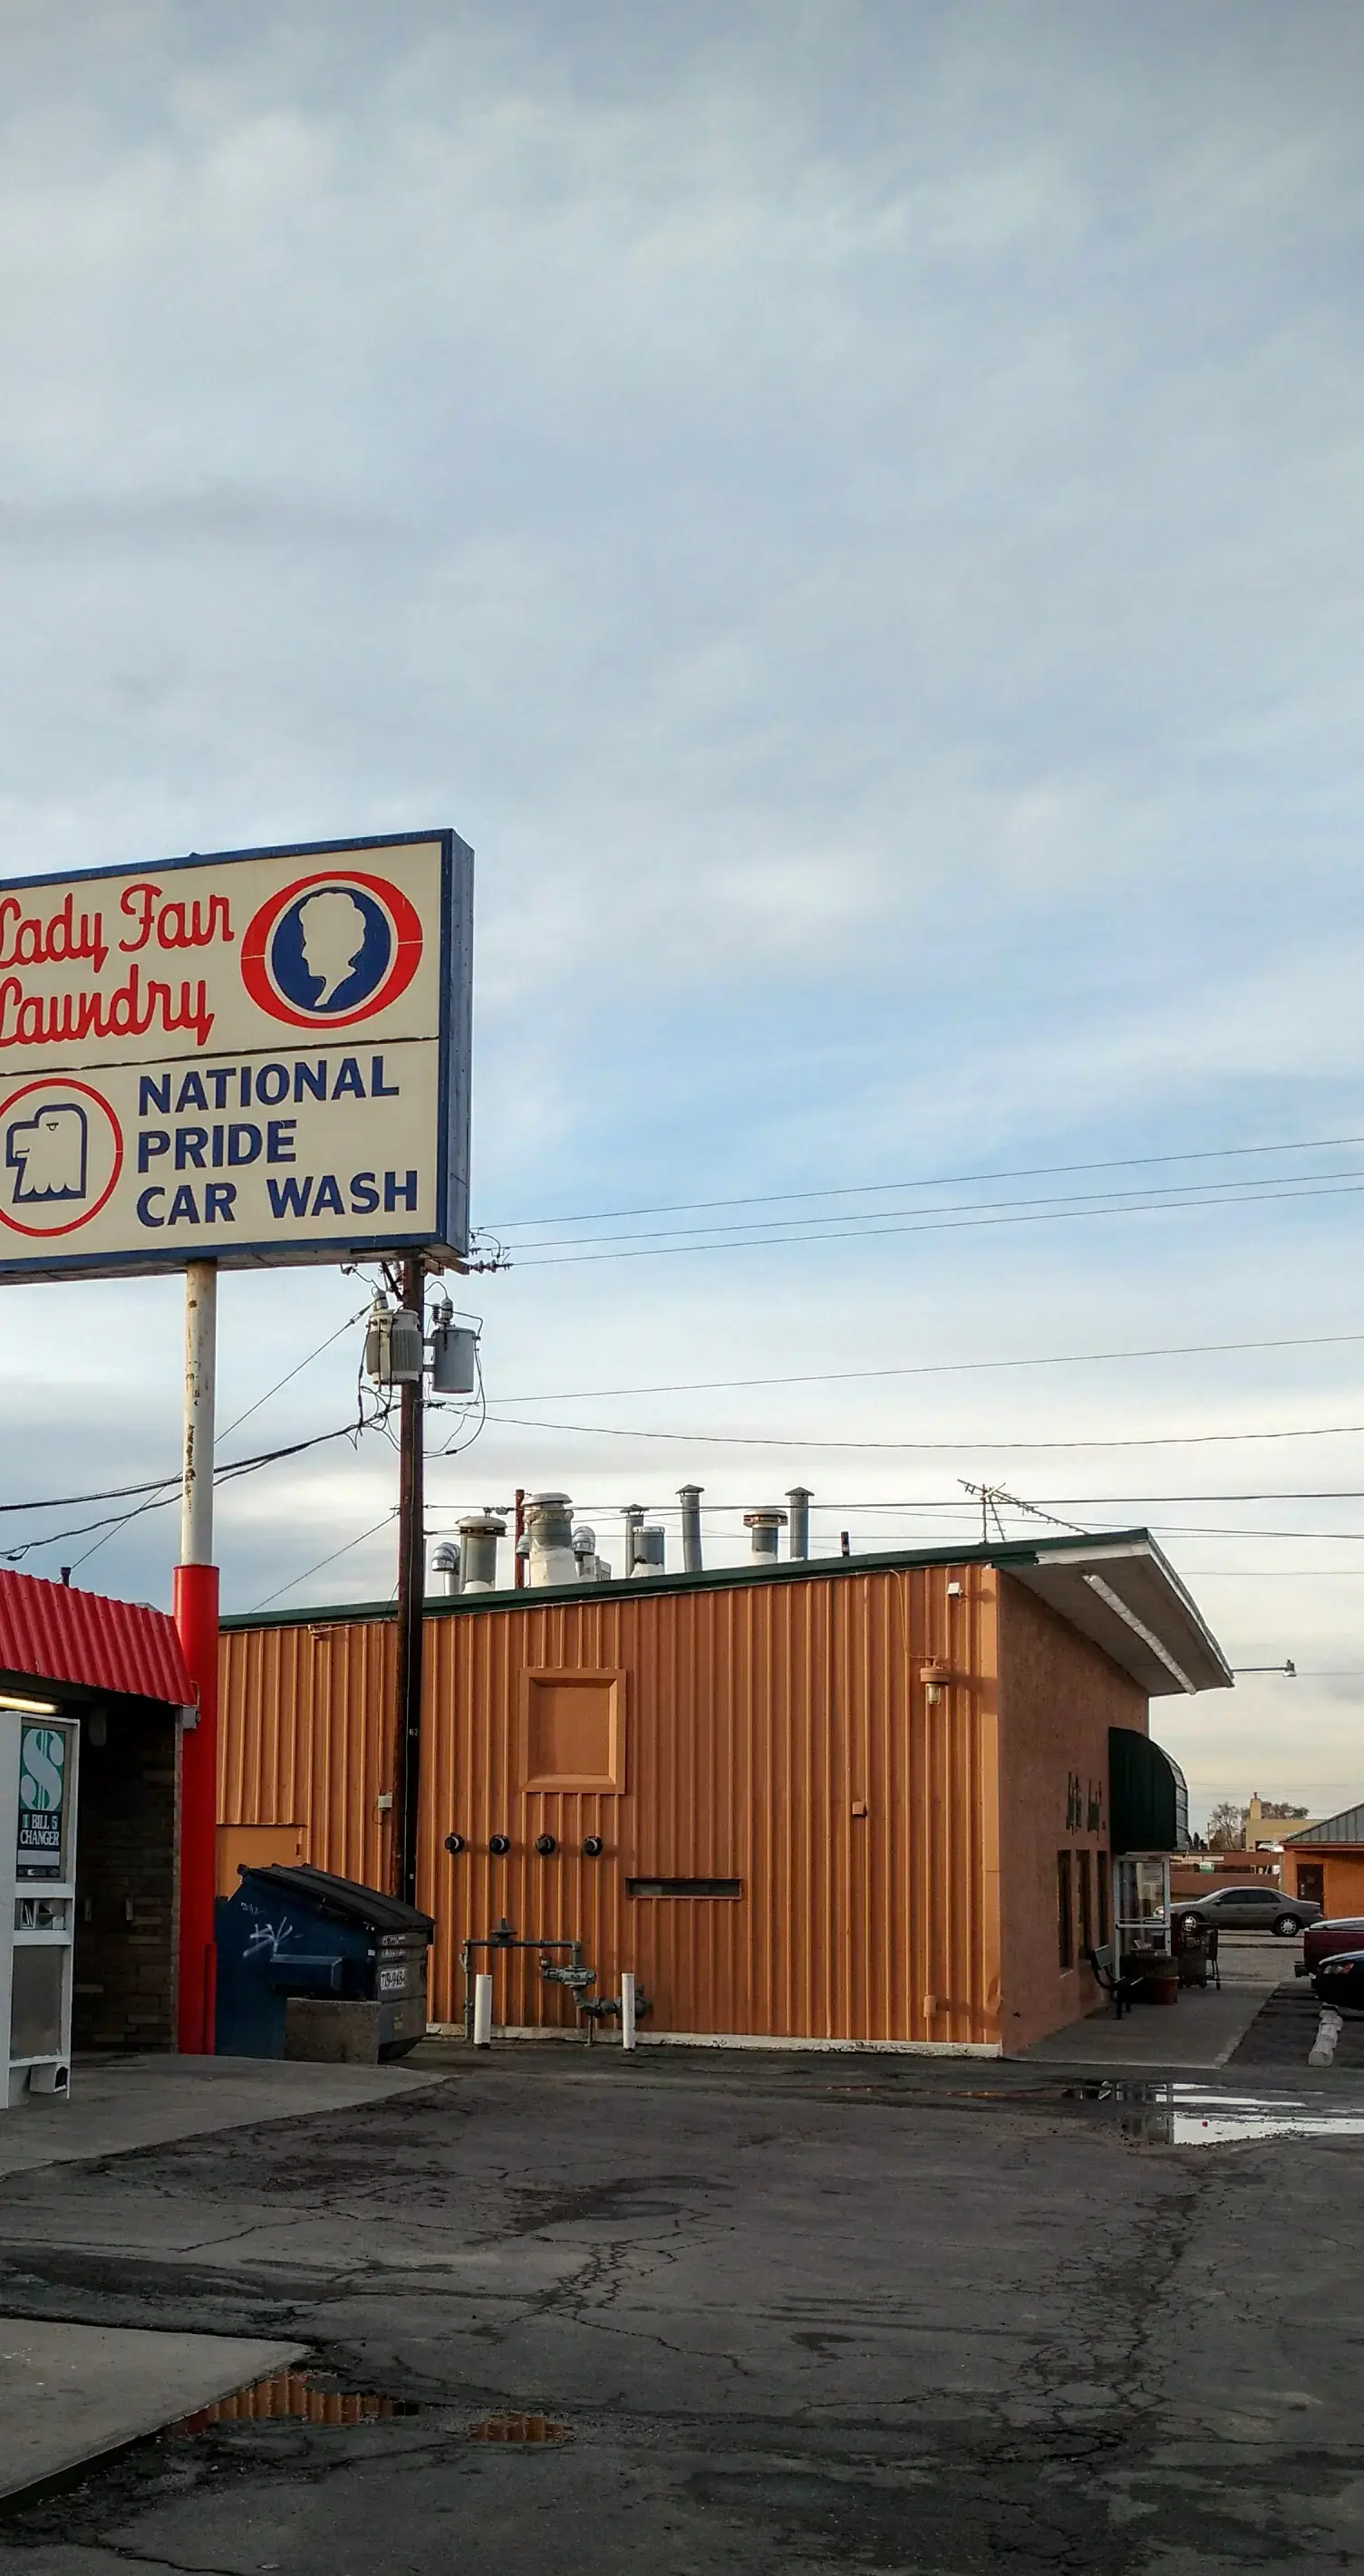 Lady Fair
Laundry
NATIONAL
PRIDE
CAR WASH
$
BILL
CHANGER